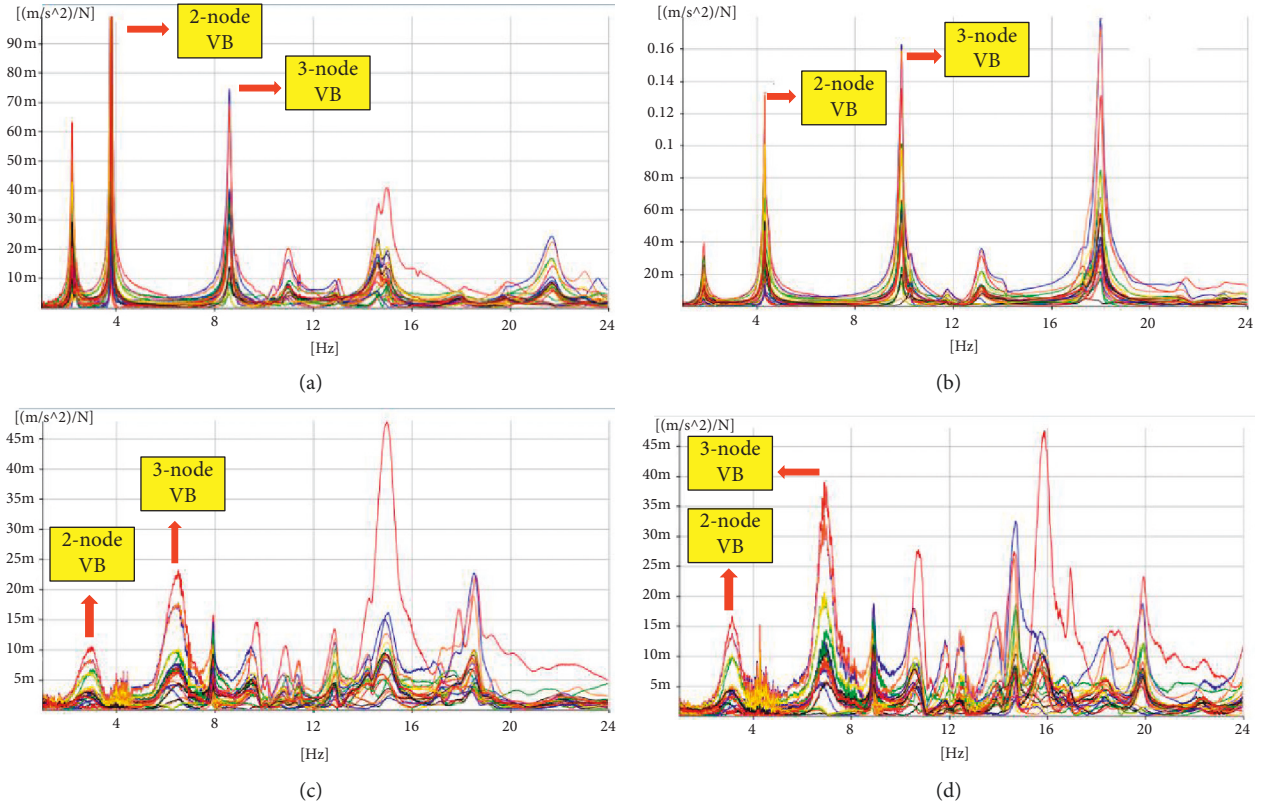 [(m/s^2)/N]
90 m
80 m
70 m
60 m
50 m
40 m
30 m
20 m
10 m
2-node
VB
3-node
VB
4
8
12
16
20
24
[Hz]
(a)
[(m/s^2)/N]
0.16
0.14
0.12
0.1
80 m
60 m
40 m
20 m
2-node
VB
3-node
VB
4
8
12
16
20
24
[Hz]
(b)
[(m/s^2)/N]
45m
40m
35m
30m
25m
20m
15m
10m
5m
2-node
VB
3-node
VB
4
8
12
16
20
24
[Hz]
(c)
[(m/s^2)/N]
45m
40m
35m
30m
25m
20m
15m
10m
5m
3-node
VB
2-node
VB
4
8
12
16
20
24
[Hz]
(d)